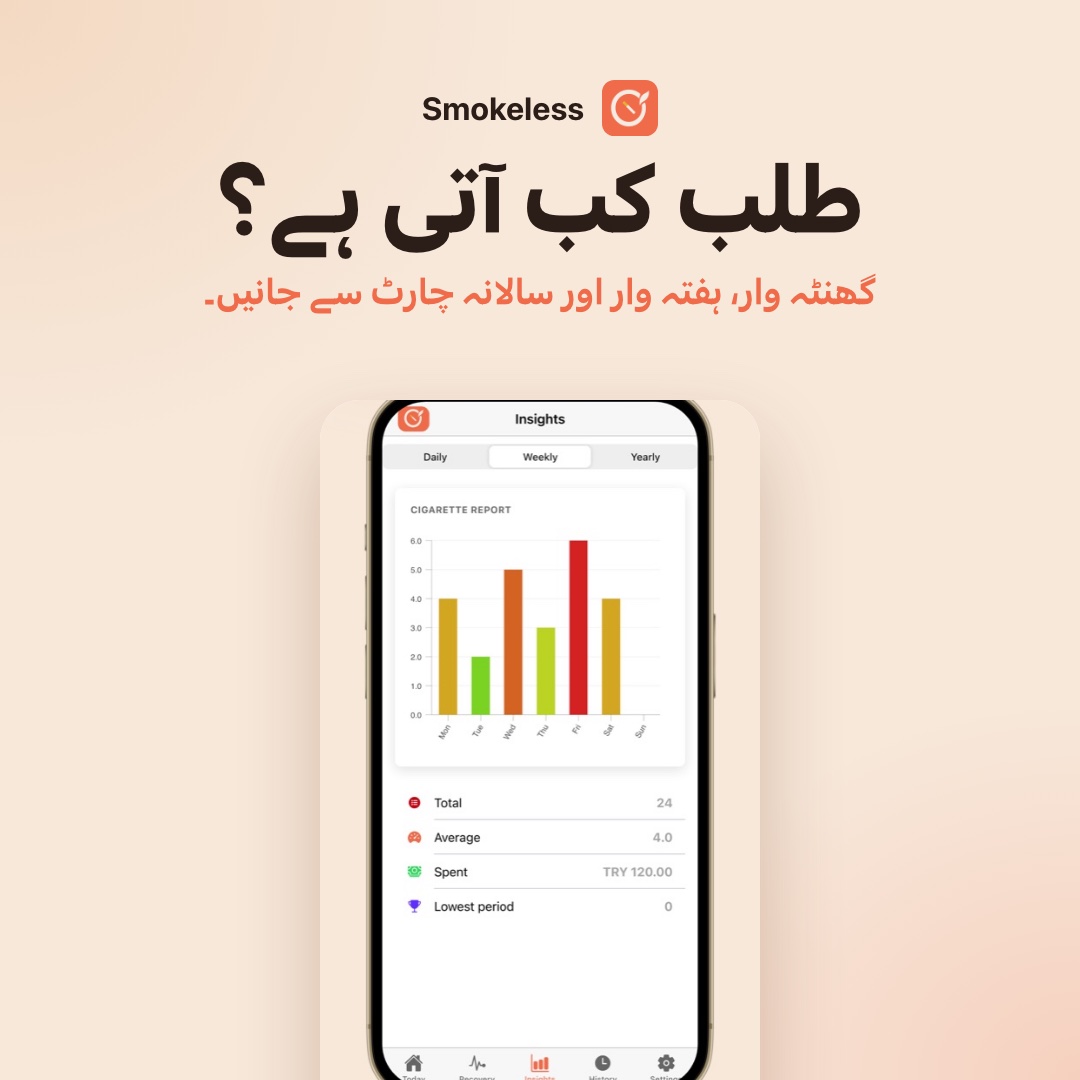 Smokeless
طلب کب آتی ہے؟
گھنٹہ وار، ہفتہ وار اور سالانہ چارٹ سے جانیں۔
Insights
Daily Weekly Yearly
CIGARETTE REPORT
6.0
5.0
4.0
3.0
2.0
1.0
0.0
Mon Tue Wed Thu Fri Sat Sun
Total 24
Average 4.0
Spent TRY 120.00
Lowest period 0
Today Recovery Insights History Settings